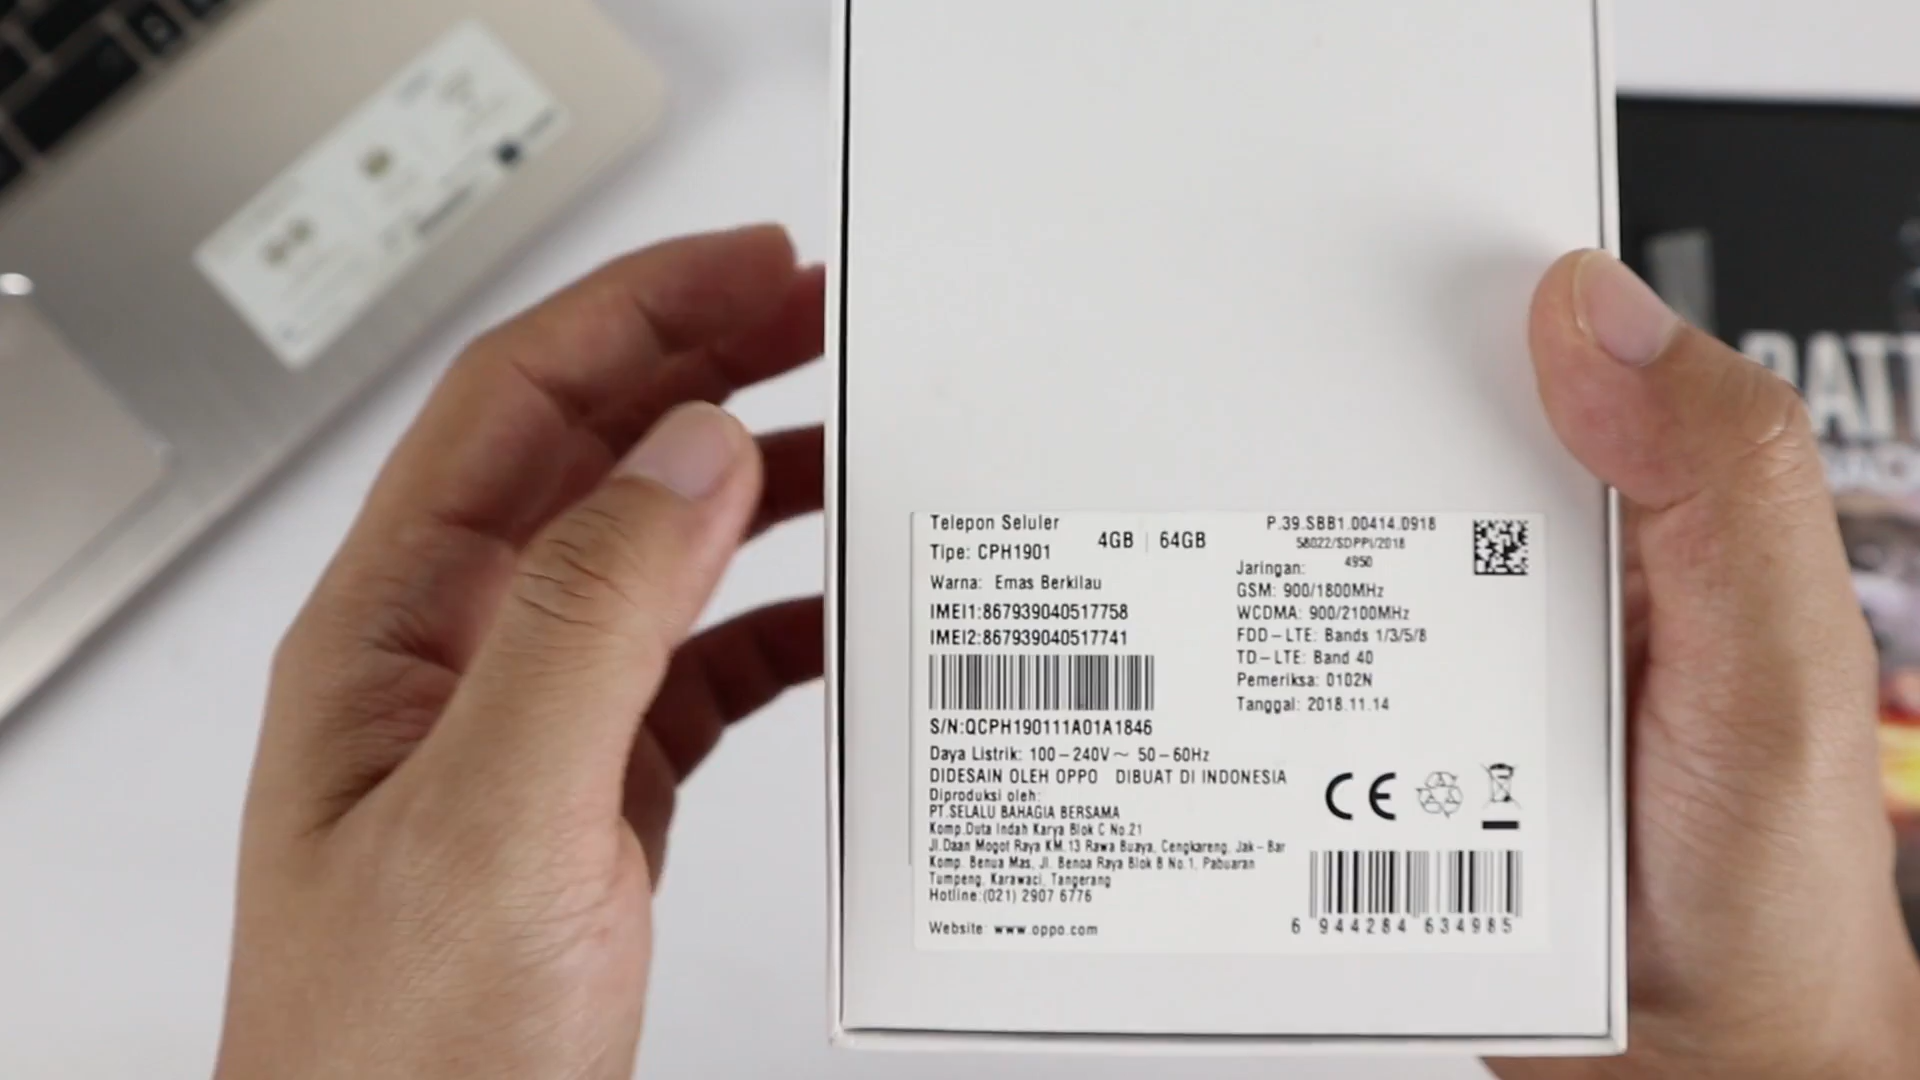 Telepon Seluler
Tipe: CPH1901
4GB | 64GB
Warna: Emas Berkilau
IMEI1:867939040517758
IMEI2:867939040517741
S/N:QCPH190111A01A1846
Daya Listrik: 100-240V~ 50-60Hz
DIDESAIN OLEH OPPO DIBUAT DI INDONESIA
Diproduksi oleh:
PT.SELALU BAHAGIA BERSAMA
Komp.Duta Indah Karya Blok C No.21
Jl.Daan Mogot Raya KM.13 Rawa Buaya, Cengkareng, Jak-Bar
Komp. Benua Mas, Jl. Benoa Raya Blok B No.1, Pabuaran
Tumpeng, Karawaci, Tangerang
Hotline:(021) 2907 6776
Website: www.oppo.com
P.39.SBB1.00414.0918
58022/SDPPI/2018
4950
Jaringan:
GSM: 900/1800MHz
WCDMA: 900/2100MHz
FDD-LTE: Bands 1/3/5/8
TD-LTE: Band 40
Pemeriksa: 0102N
Tanggal: 2018.11.14
CE
6 944284 634985